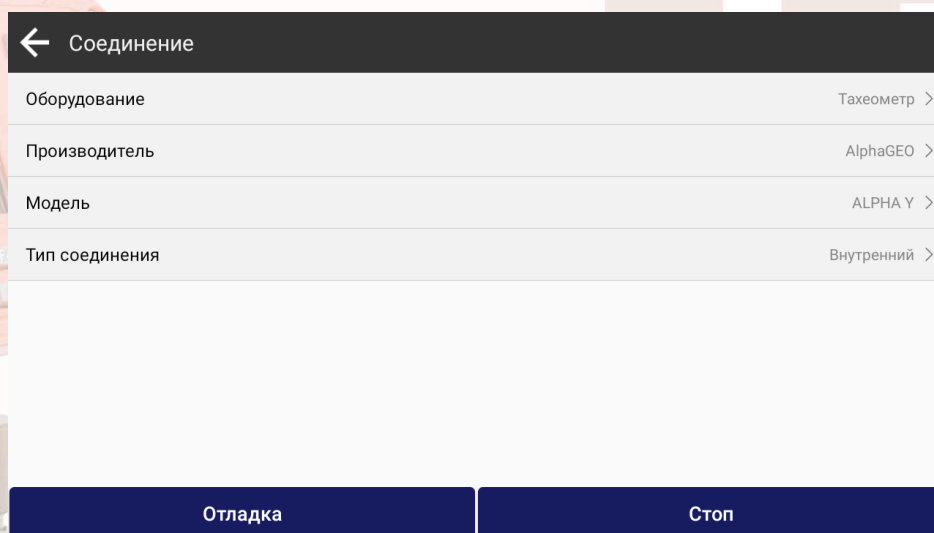 Соединение
Оборудование Тахеометр
Производитель AlphaGEO
Модель ALPHA Y
Тип соединения Внутренний
Отладка Стоп